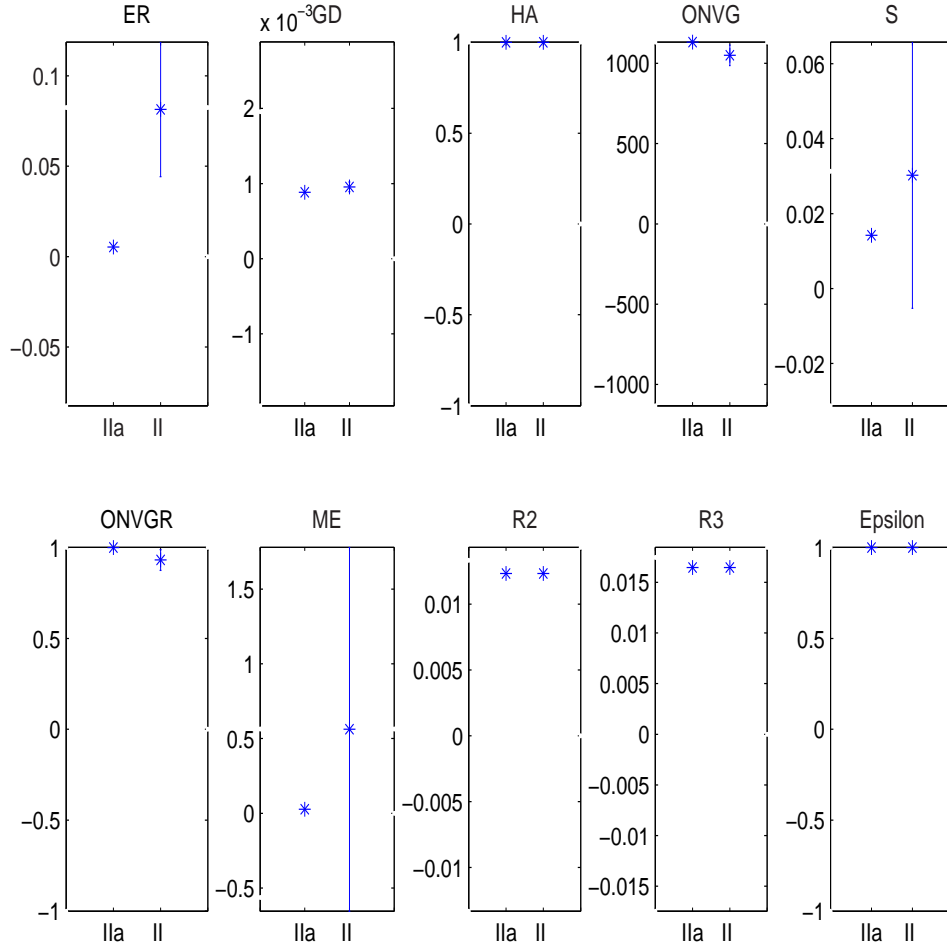 ER
0.1
0.05
0
−0.05
IIa II
x 10⁻³GD
2
1
0
−1
IIa II
HA
1
0.5
0
−0.5
−1
IIa II
ONVG
1000
500
0
−500
−1000
IIa II
S
0.06
0.04
0.02
0
−0.02
IIa II
ONVGR
1
0.5
0
−0.5
−1
IIa II
ME
1.5
1
0.5
0
−0.5
IIa II
R2
0.01
0.005
0
−0.005
−0.01
IIa II
R3
0.015
0.01
0.005
0
−0.005
−0.01
−0.015
IIa II
Epsilon
1
0.5
0
−0.5
−1
IIa II